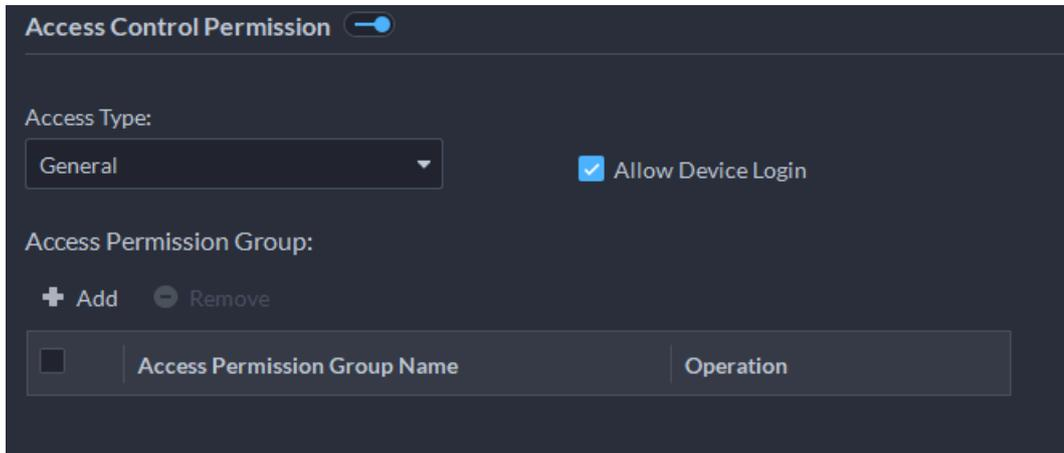 Access Control Permission
Access Type:
General
Allow Device Login
Access Permission Group:
Add Remove
Access Permission Group Name Operation